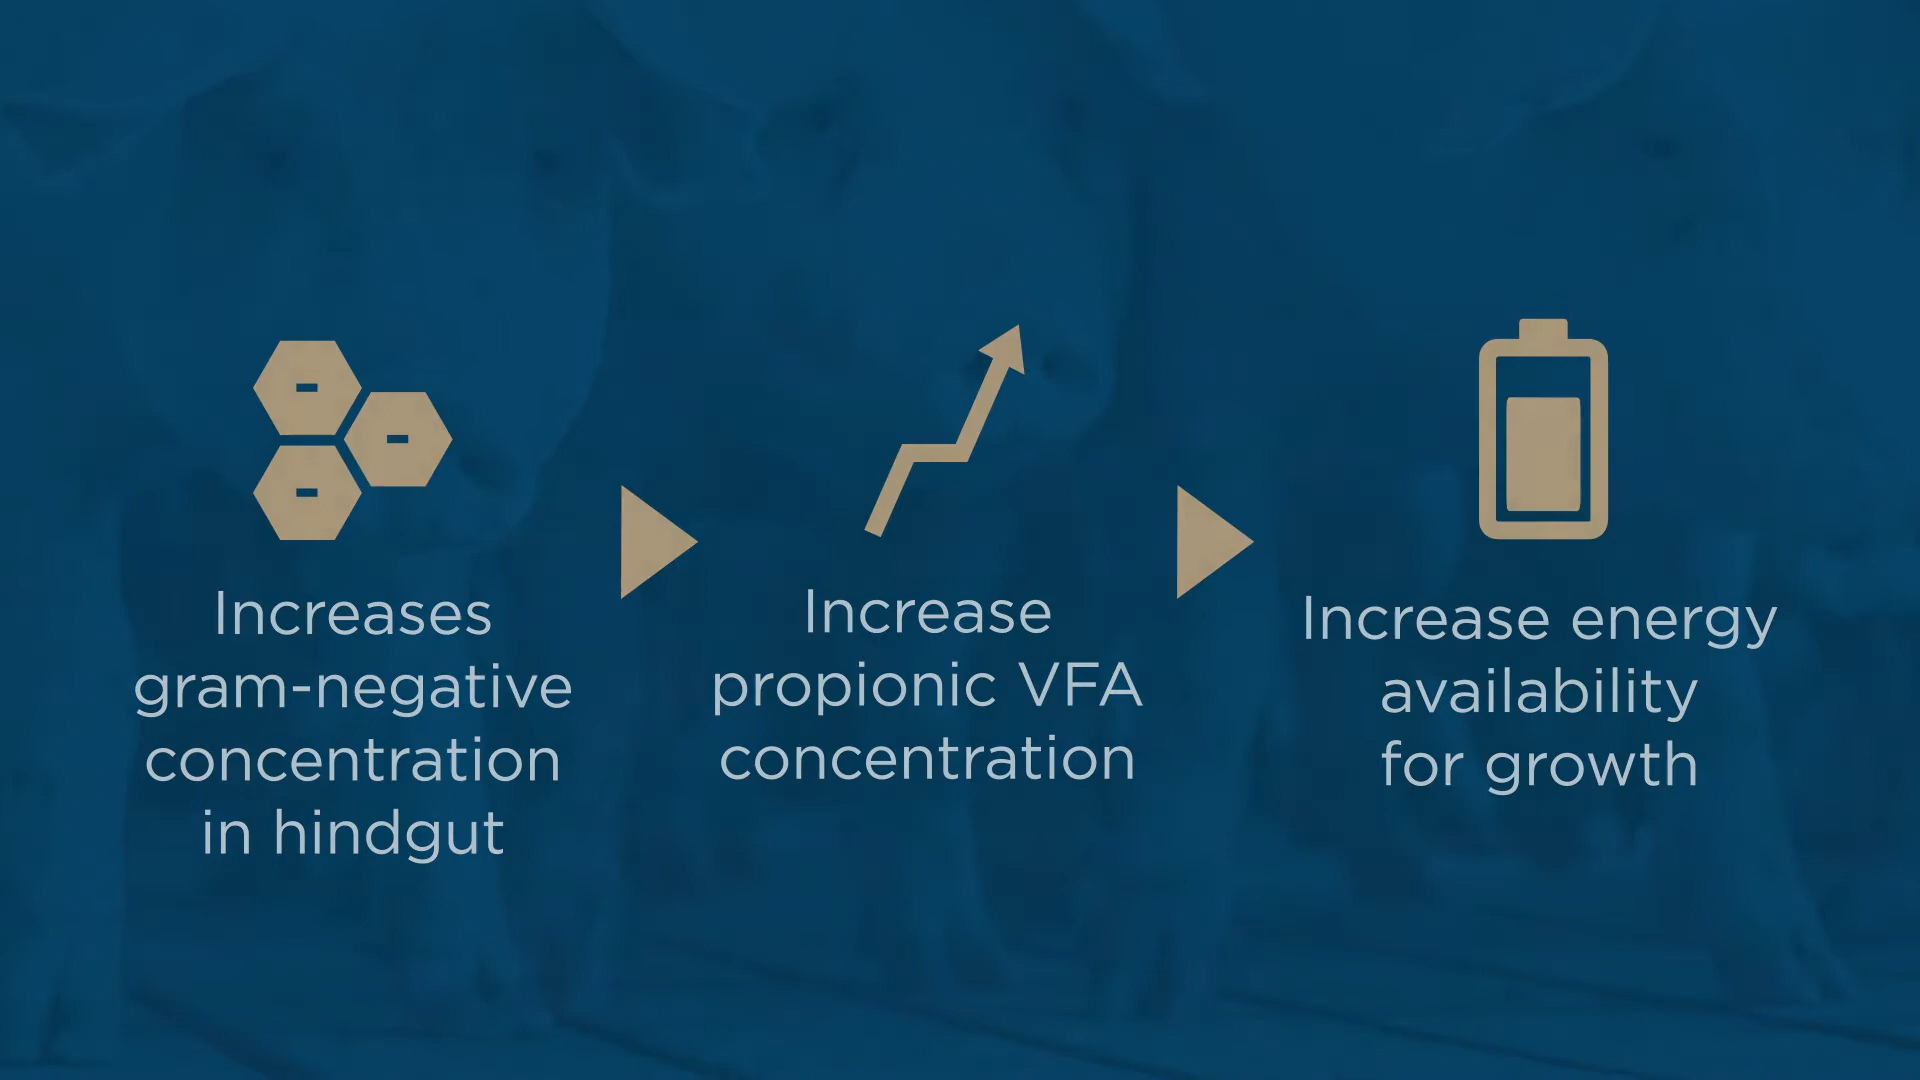 Increases
gram-negative
concentration
in hindgut
Increase
propionic VFA
concentration
Increase energy
availability
for growth